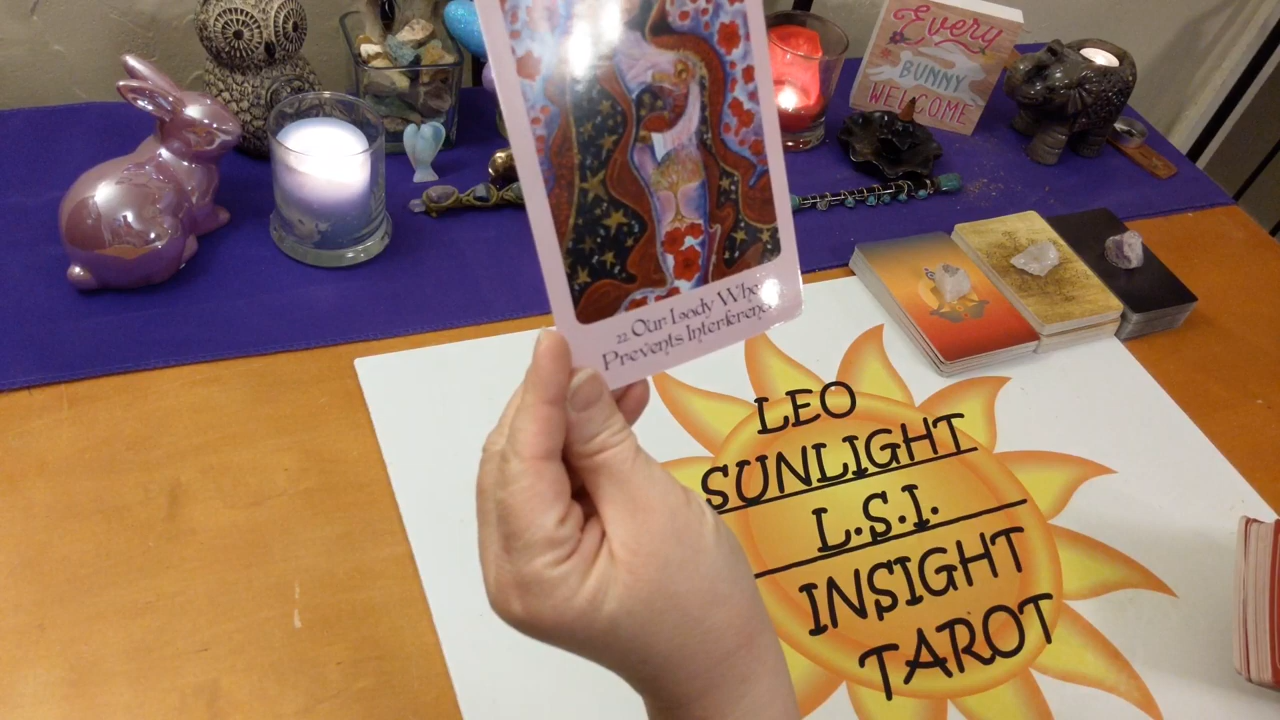 Every
BUNNY
WELCOME
22. Our Lady Who
Prevents Interference
LEO
SUNLIGHT
L.S.I.
INSIGHT
TAROT